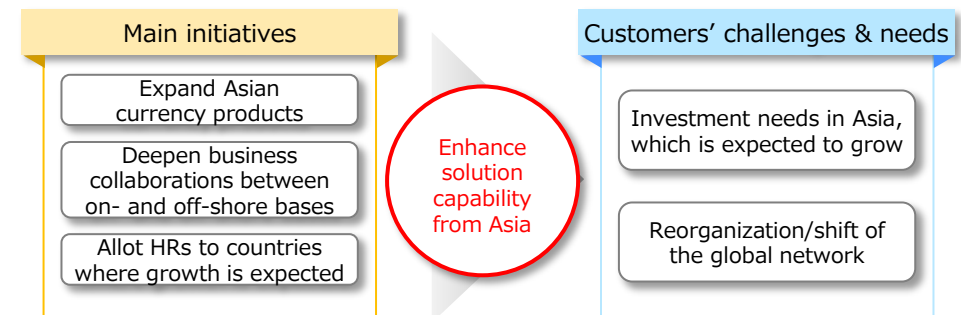 Main initiatives
Expand Asian
currency products
Deepen business
collaborations between
on- and off-shore bases
Allot HRs to countries
where growth is expected
Enhance
solution
capability
from Asia
Customers’ challenges & needs
Investment needs in Asia,
which is expected to grow
Reorganization/shift of
the global network